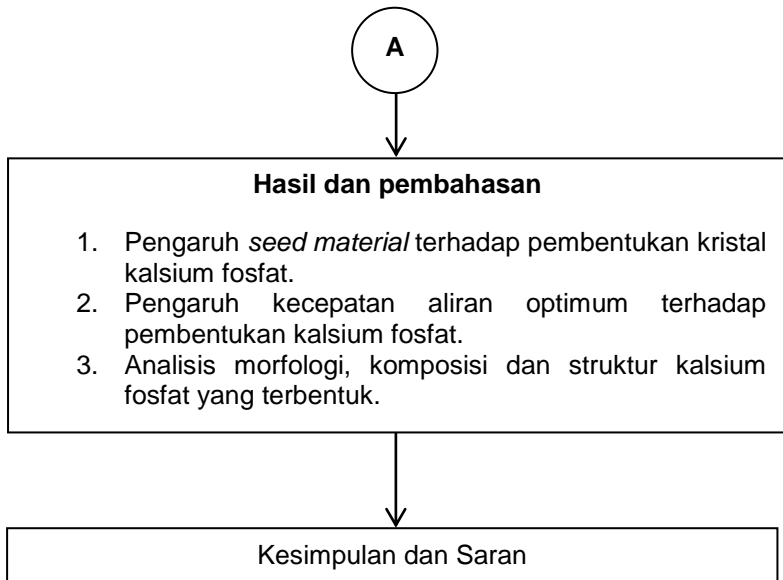 A
Hasil dan pembahasan
1. Pengaruh seed material terhadap pembentukan kristal
kalsium fosfat.
2. Pengaruh kecepatan aliran optimum terhadap
pembentukan kalsium fosfat.
3. Analisis morfologi, komposisi dan struktur kalsium
fosfat yang terbentuk.
Kesimpulan dan Saran